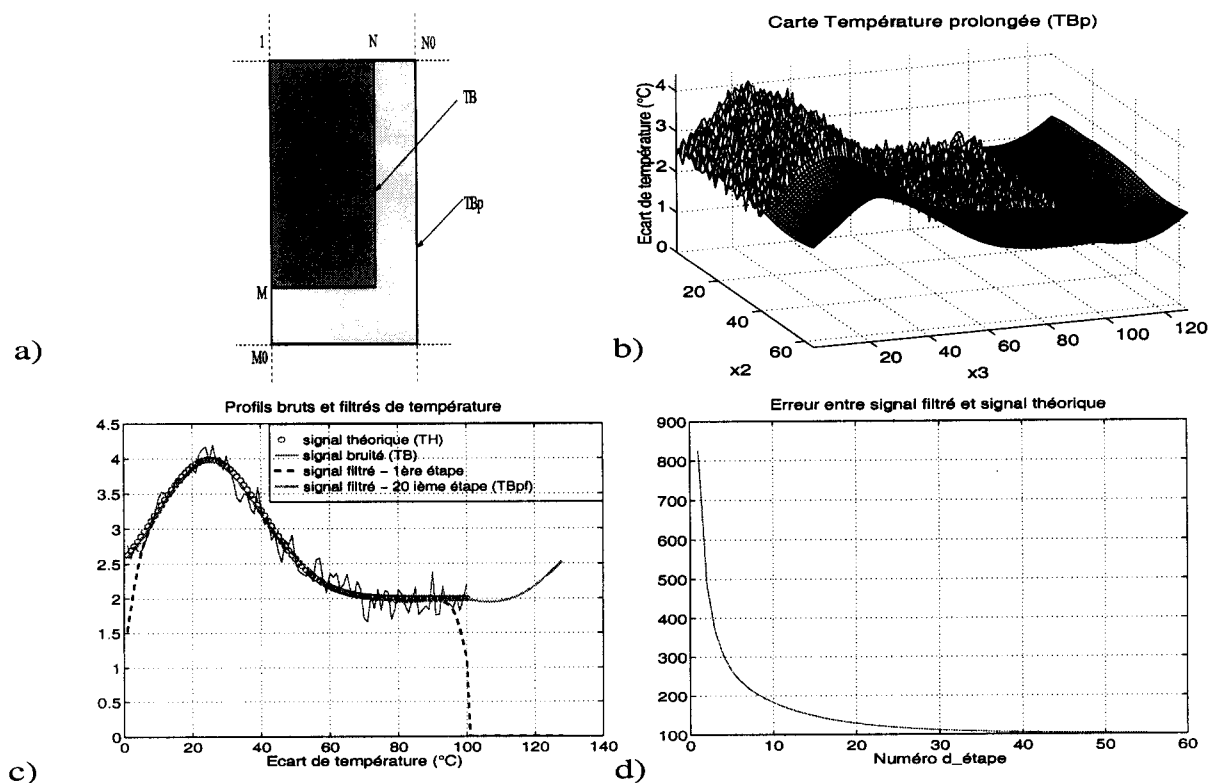 1 N N0
TB
TBp
M
M0
a)
Carte Température prolongée (TBp)
Ecart de température (°C)
4
3
2
1
0
20
40
60
x2
20
40
60
80
100
120
x3
b)
Profils bruts et filtrés de température
4.5
4
3.5
3
2.5
2
1.5
1
0.5
0
signal théorique (TH)
signal bruité (TB)
signal filtré - 1ère étape
signal filtré - 20 ième étape (TBpf)
0 20 40 60 80 100 120 140
Ecart de température (°C)
c)
Erreur entre signal filtré et signal théorique
900
800
700
600
500
400
300
200
100
0 10 20 30 40 50 60
Numéro d_étape
d)